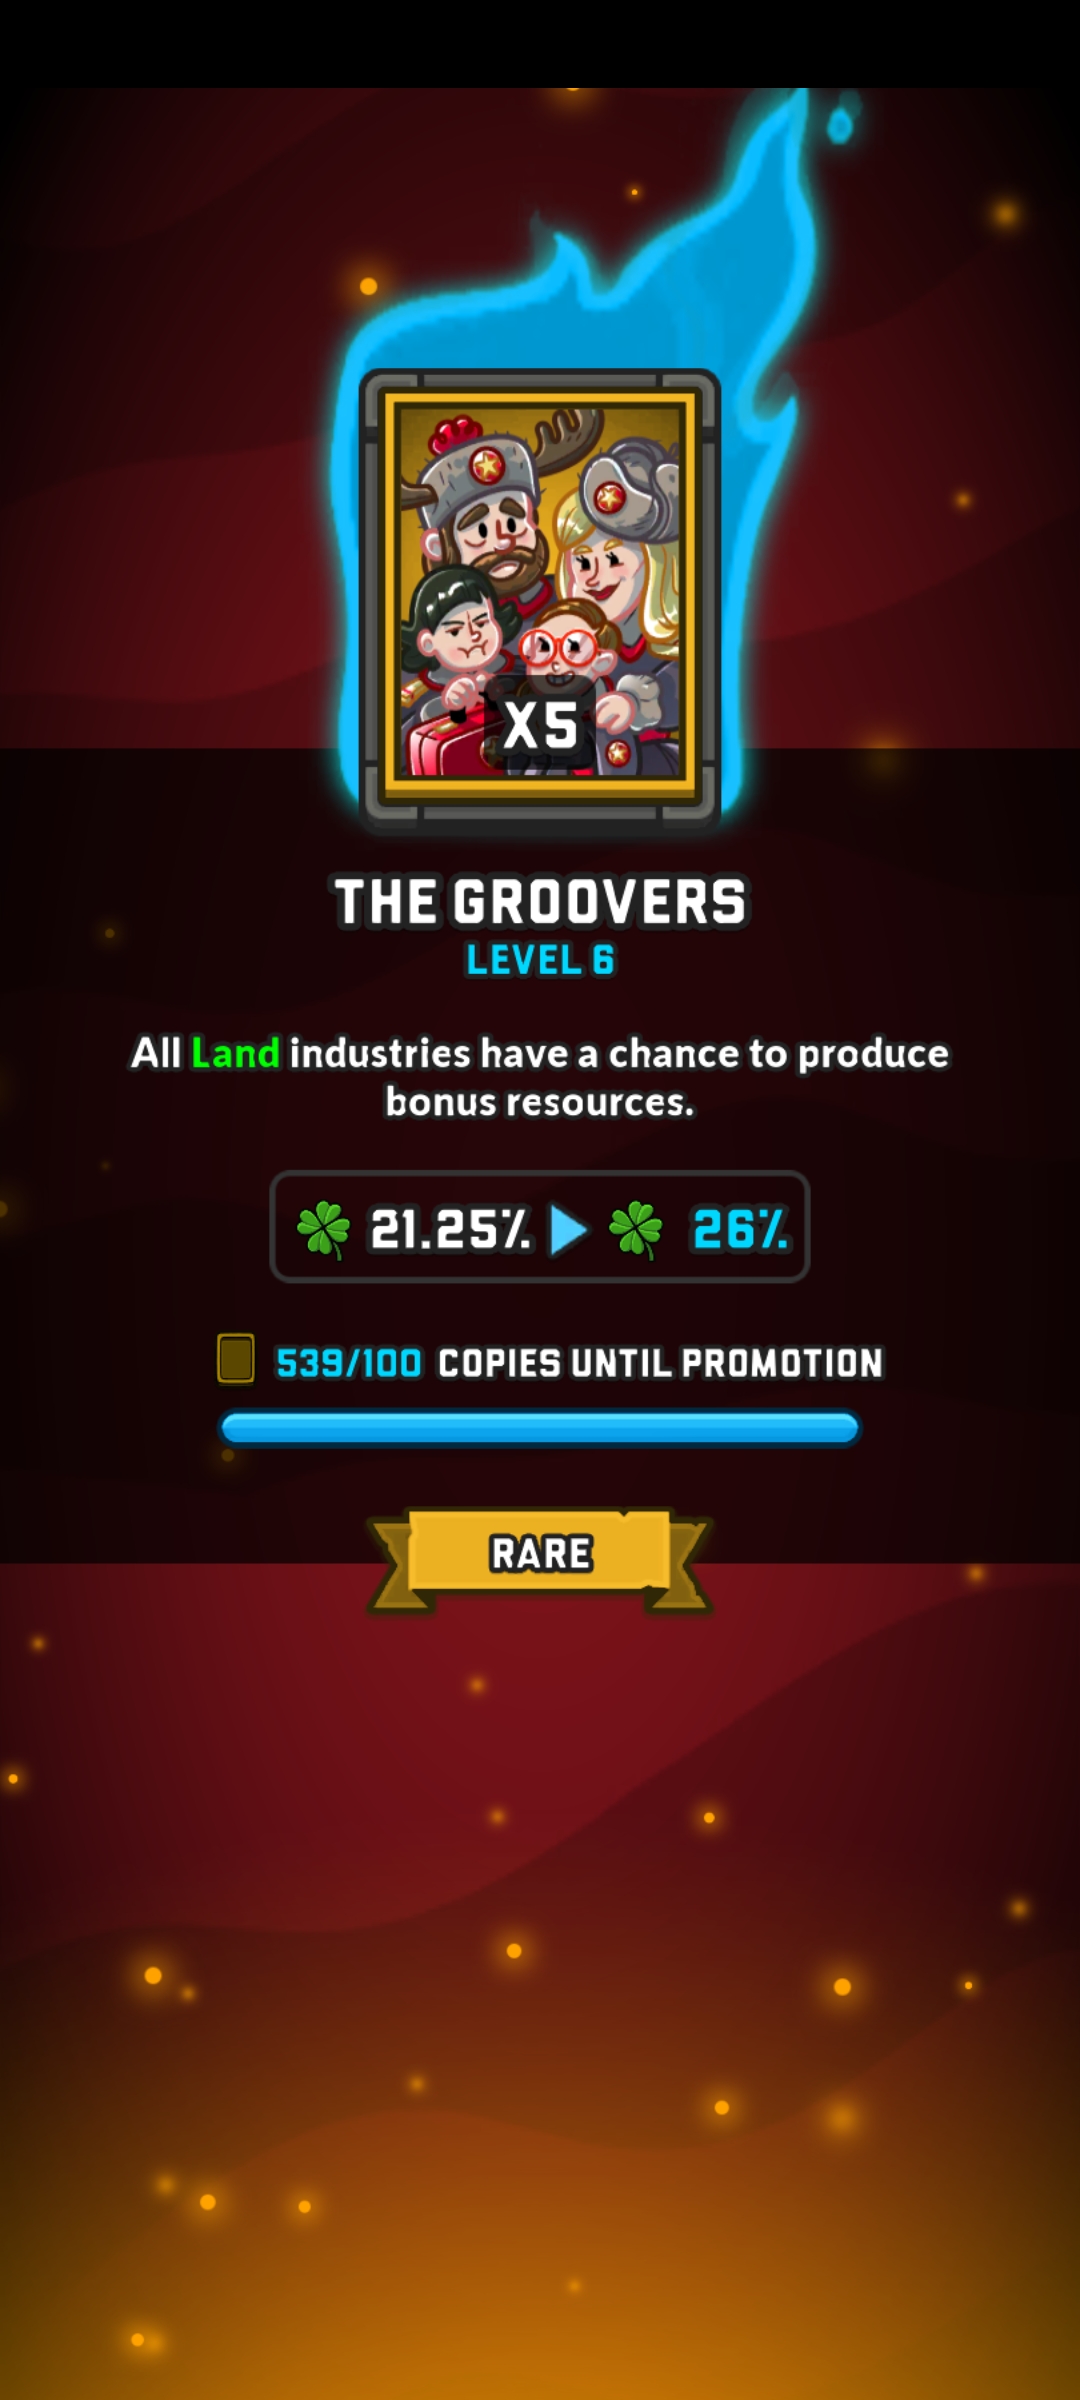 X5
THE GROOVERS
LEVEL 6
All Land industries have a chance to produce
bonus resources.
21.25% 26%
539/100 COPIES UNTIL PROMOTION
RARE